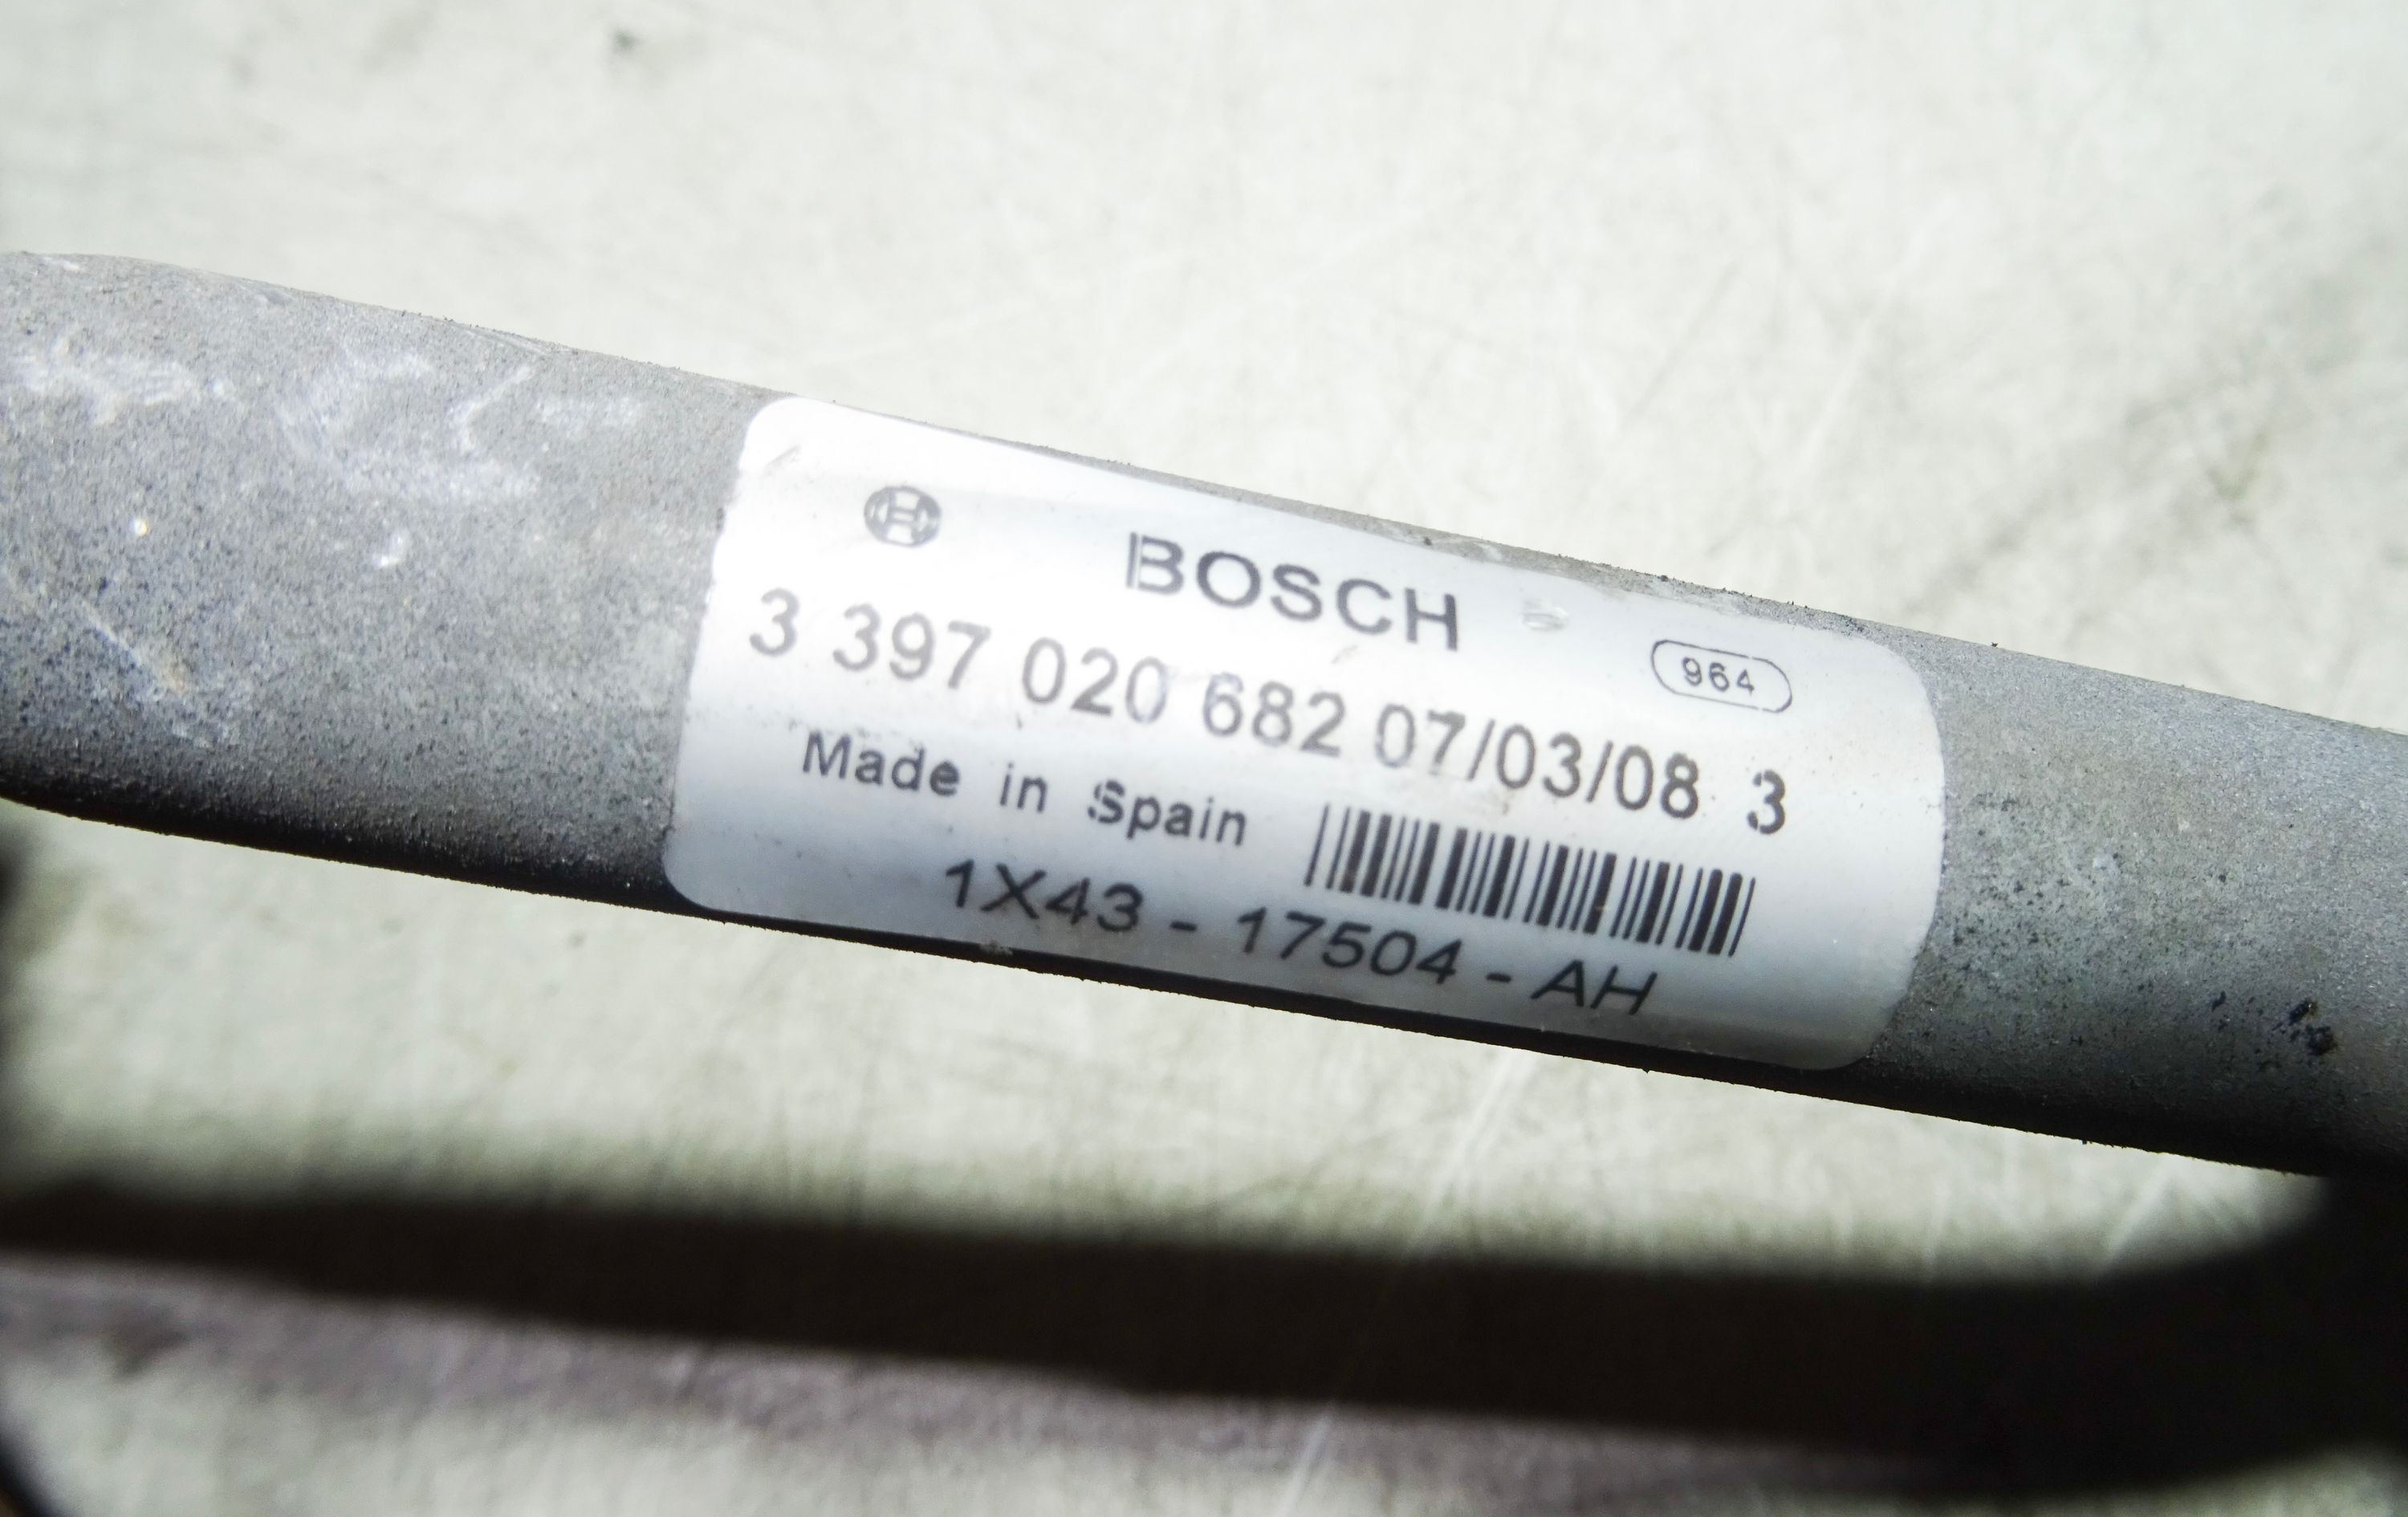 BOSCH
964
3 397 020 682 07/03/08 3
Made in Spain
1X43 - 17504 - AH